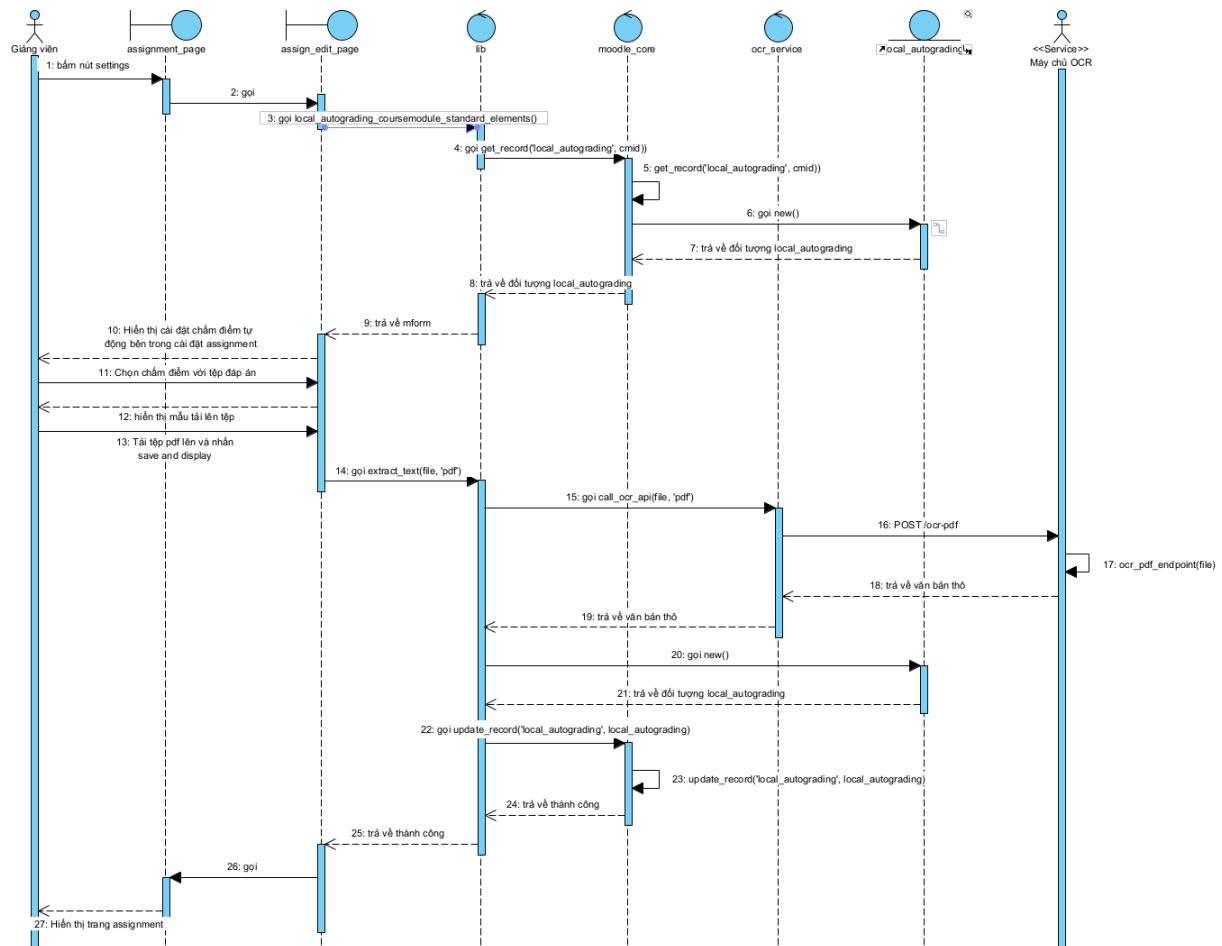 Giảng viên
assignment_page
assign_edit_page
lib
moodle_core
ocr_service
local_autograding
<<Service>>
Máy chủ OCR
1: bấm nút settings
2: gọi
3: gọi local_autograding_coursemodule_standard_elements()
4: gọi get_record('local_autograding', cmid))
5: get_record('local_autograding', cmid))
6: gọi new()
7: trả về đối tượng local_autograding
8: trả về đối tượng local_autograding
9: trả về mform
10: Hiển thị cài đặt chấm điểm tự
động bên trong cài đặt assignment
11: Chọn chấm điểm với tệp đáp án
12: hiển thị mẫu tải lên tệp
13: Tải tệp pdf lên và nhấn
save and display
14: gọi extract_text(file, 'pdf')
15: gọi call_ocr_api(file, 'pdf')
16: POST /ocr-pdf
17: ocr_pdf_endpoint(file)
18: trả về văn bản thô
19: trả về văn bản thô
20: gọi new()
21: trả về đối tượng local_autograding
22: gọi update_record('local_autograding', local_autograding)
23: update_record('local_autograding', local_autograding)
24: trả về thành công
25: trả về thành công
26: gọi
27: Hiển thị trang assignment